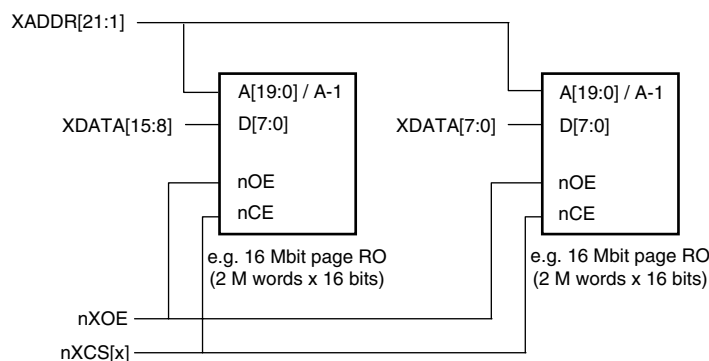 XADDR[21:1]
A[19:0] / A-1
XDATA[15:8]
D[7:0]
nOE
nCE
e.g. 16 Mbit page RO
(2 M words x 16 bits)
A[19:0] / A-1
XDATA[7:0]
D[7:0]
nOE
nCE
e.g. 16 Mbit page RO
(2 M words x 16 bits)
nXOE
nXCS[x]